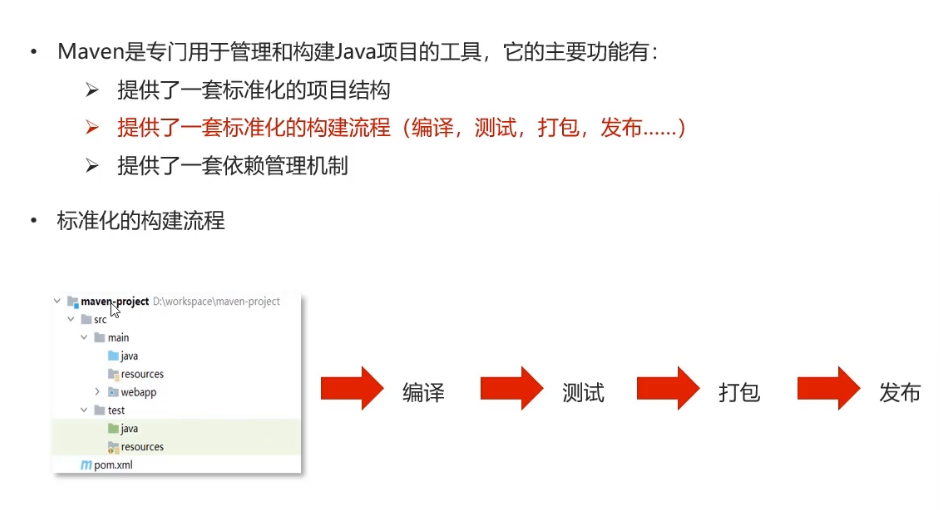 • Maven是专门用于管理和构建Java项目的工具，它的主要功能有：
➢ 提供了一套标准化的项目结构
➢ 提供了一套标准化的构建流程（编译，测试，打包，发布……）
➢ 提供了一套依赖管理机制
• 标准化的构建流程
maven-project D:\workspace\maven-project
src
main
java
resources
webapp
test
java
resources
pom.xml
编译
测试
打包
发布